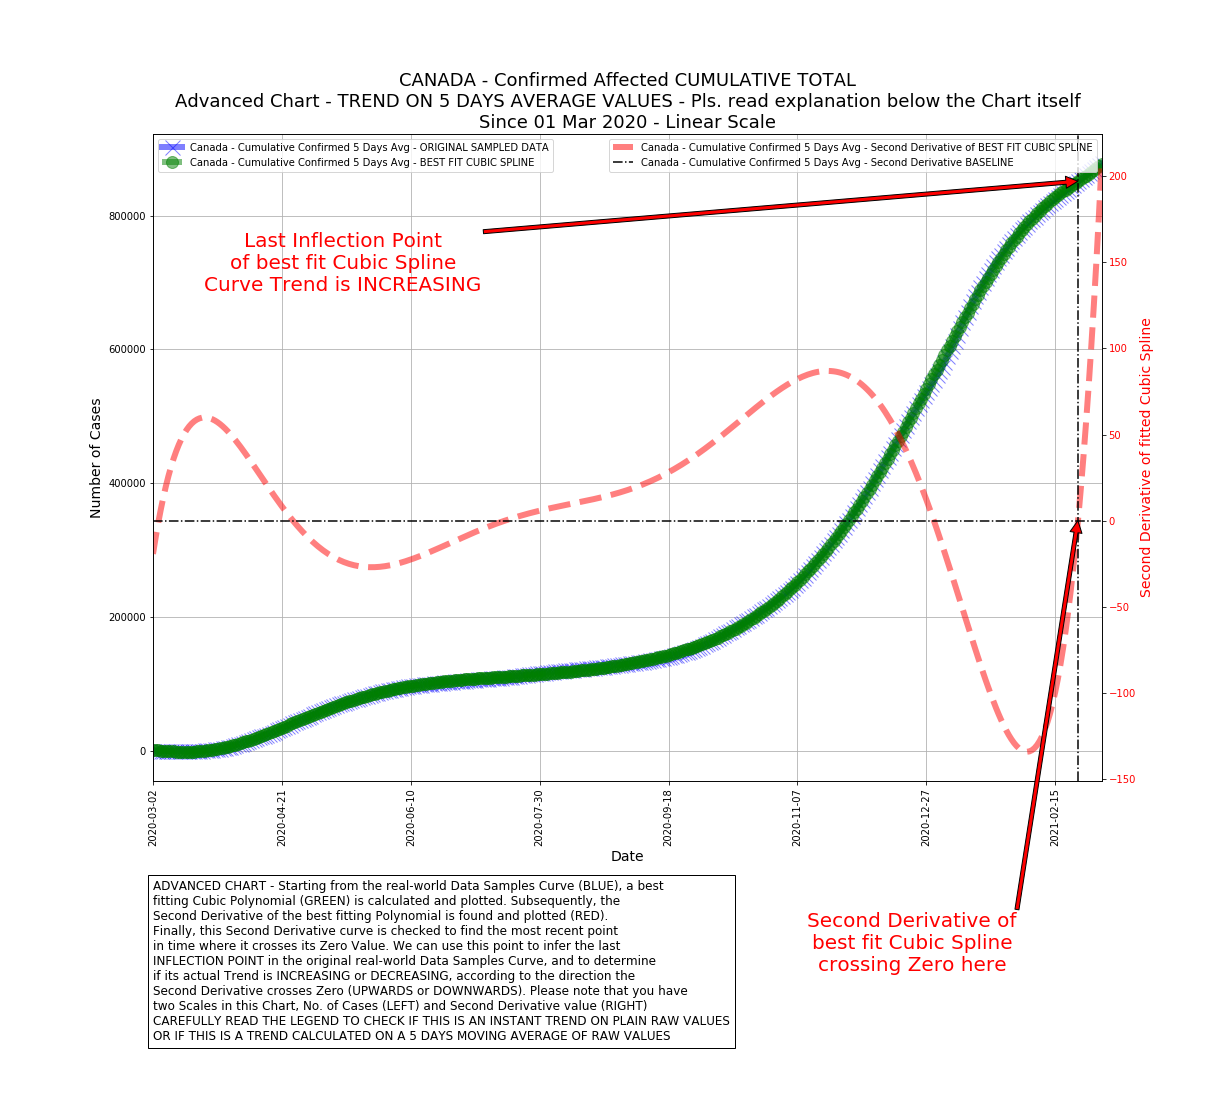 CANADA - Confirmed Affected CUMULATIVE TOTAL
Advanced Chart - TREND ON 5 DAYS AVERAGE VALUES - Pls. read explanation below the Chart itself
Since 01 Mar 2020 - Linear Scale
Canada - Cumulative Confirmed 5 Days Avg - ORIGINAL SAMPLED DATA
Canada - Cumulative Confirmed 5 Days Avg - BEST FIT CUBIC SPLINE
Canada - Cumulative Confirmed 5 Days Avg - Second Derivative of BEST FIT CUBIC SPLINE
Canada - Cumulative Confirmed 5 Days Avg - Second Derivative BASELINE
Last Inflection Point
of best fit Cubic Spline
Curve Trend is INCREASING
Number of Cases
800000
600000
400000
200000
0
200
150
100
50
0
−50
−100
−150
Second Derivative of fitted Cubic Spline
2020-03-02
2020-04-21
2020-06-10
2020-07-30
2020-09-18
2020-11-07
2020-12-27
2021-02-15
Date
Second Derivative of
best fit Cubic Spline
crossing Zero here
ADVANCED CHART - Starting from the real-world Data Samples Curve (BLUE), a best
fitting Cubic Polynomial (GREEN) is calculated and plotted. Subsequently, the
Second Derivative of the best fitting Polynomial is found and plotted (RED).
Finally, this Second Derivative curve is checked to find the most recent point
in time where it crosses its Zero Value. We can use this point to infer the last
INFLECTION POINT in the original real-world Data Samples Curve, and to determine
if its actual Trend is INCREASING or DECREASING, according to the direction the
Second Derivative crosses Zero (UPWARDS or DOWNWARDS). Please note that you have
two Scales in this Chart, No. of Cases (LEFT) and Second Derivative value (RIGHT)
CAREFULLY READ THE LEGEND TO CHECK IF THIS IS AN INSTANT TREND ON PLAIN RAW VALUES
OR IF THIS IS A TREND CALCULATED ON A 5 DAYS MOVING AVERAGE OF RAW VALUES